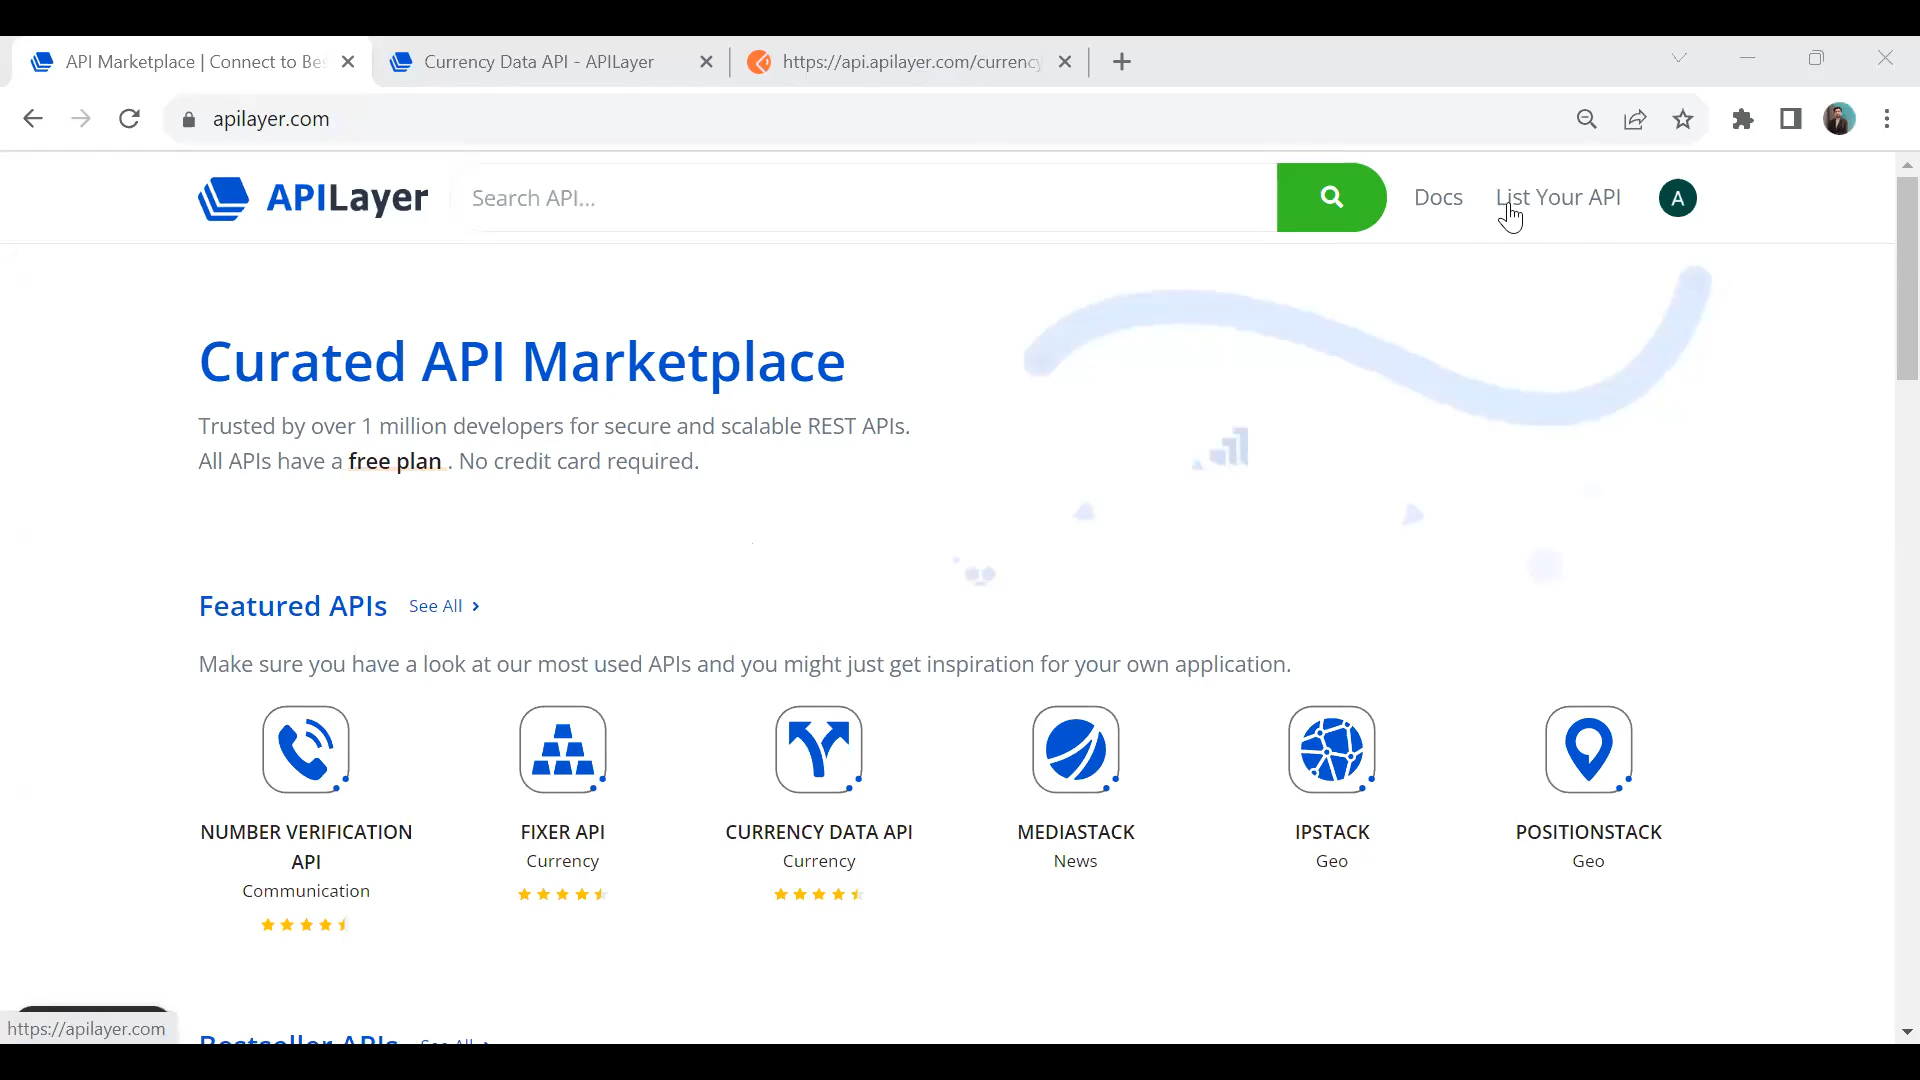 API Marketplace | Connect to Be
Currency Data API - APILayer
https://api.apilayer.com/currency
apilayer.com
APILayer
Search API...
Docs
List Your API
A
Curated API Marketplace
Trusted by over 1 million developers for secure and scalable REST APIs.
All APIs have a free plan . No credit card required.
Featured APIs
See All
Make sure you have a look at our most used APIs and you might just get inspiration for your own application.
NUMBER VERIFICATION
API
Communication
FIXER API
Currency
CURRENCY DATA API
Currency
MEDIASTACK
News
IPSTACK
Geo
POSITIONSTACK
Geo
https://apilayer.com
Bestseller APIs
See All